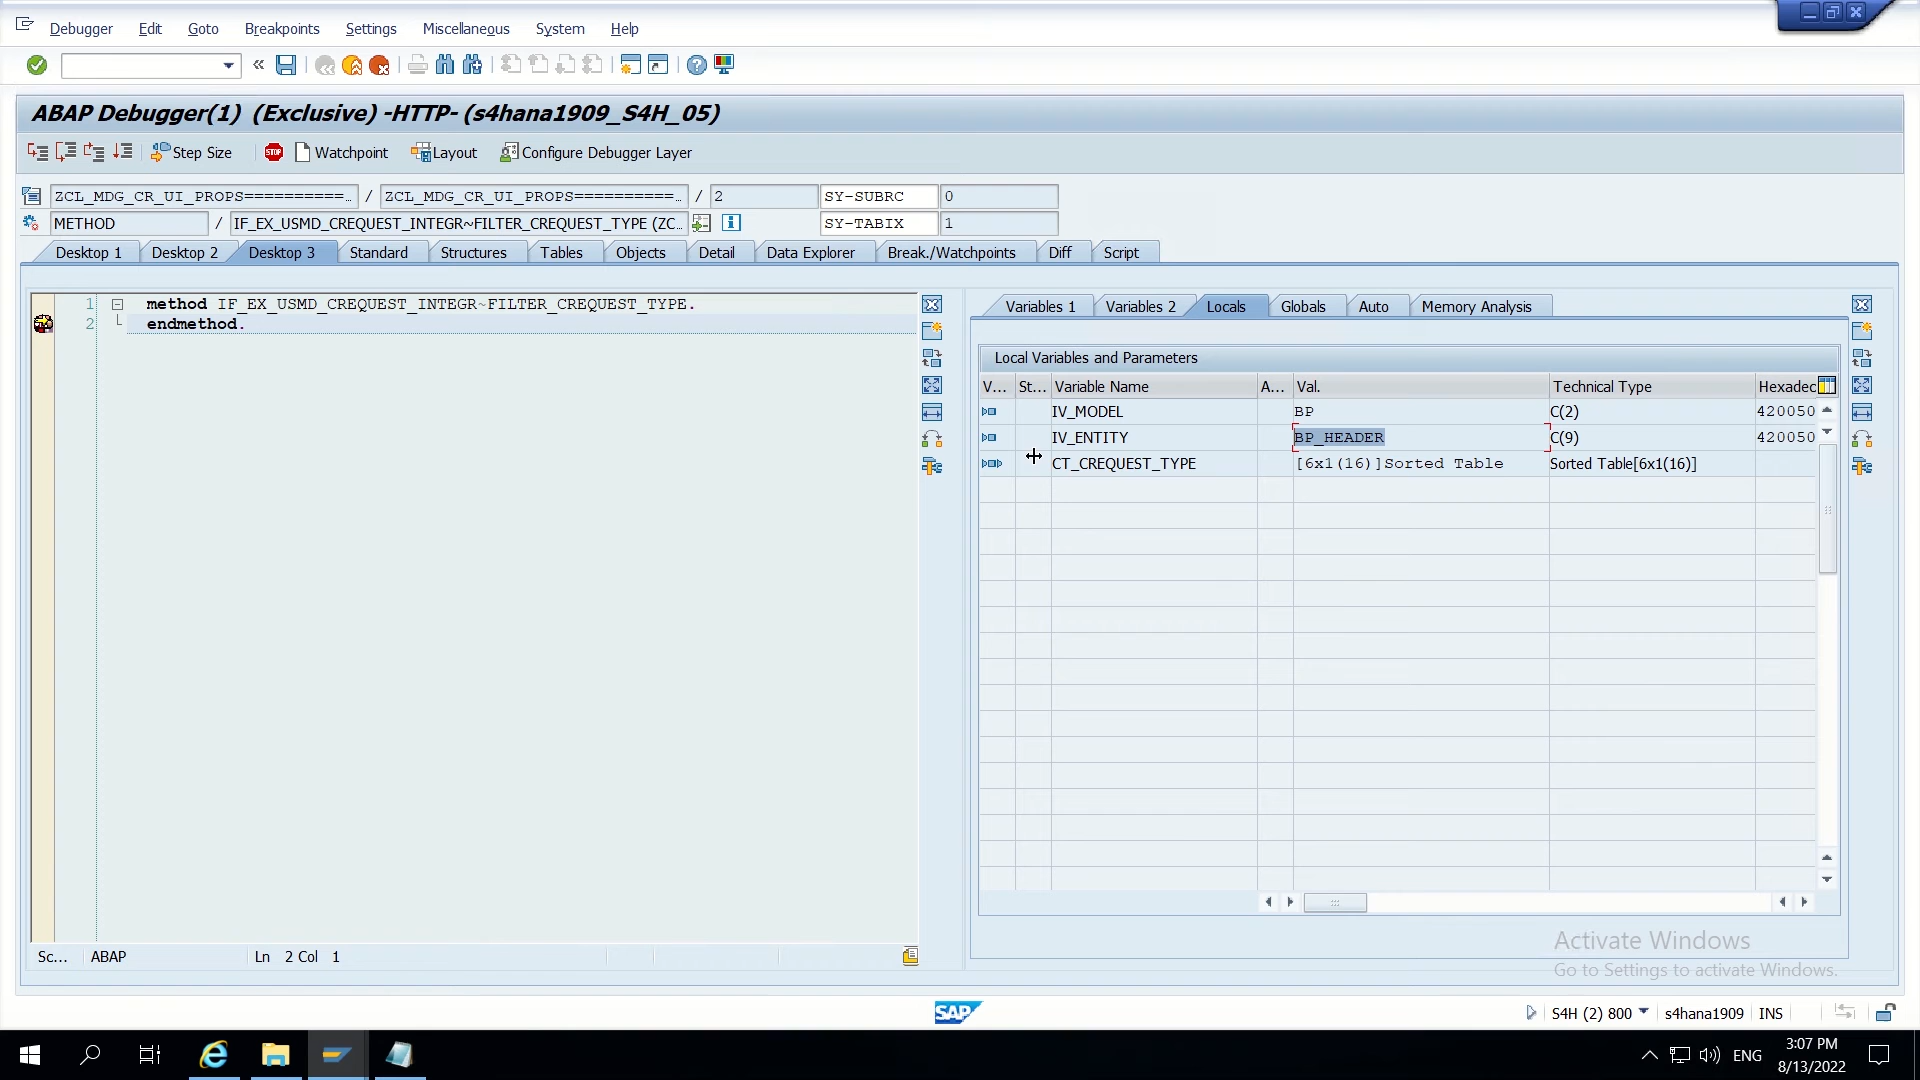 Debugger Edit Goto Breakpoints Settings Miscellaneous System Help
ABAP Debugger(1) (Exclusive) -HTTP- (s4hana1909_S4H_05)
Step Size Watchpoint Layout Configure Debugger Layer
ZCL_MDG_CR_UI_PROPS==========… / ZCL_MDG_CR_UI_PROPS==========… / 2 SY-SUBRC 0
METHOD / IF_EX_USMD_CREQUEST_INTEGR~FILTER_CREQUEST_TYPE (ZC… SY-TABIX 1
Desktop 1 Desktop 2 Desktop 3 Standard Structures Tables Objects Detail Data Explorer Break./Watchpoints Diff Script
1 method IF_EX_USMD_CREQUEST_INTEGR~FILTER_CREQUEST_TYPE.
2 endmethod.
Variables 1 Variables 2 Locals Globals Auto Memory Analysis
Local Variables and Parameters
V... St... Variable Name A... Val. Technical Type Hexadec
IV_MODEL BP C(2) 420050
IV_ENTITY BP_HEADER C(9) 420050
CT_CREQUEST_TYPE [6x1(16)]Sorted Table Sorted Table[6x1(16)]
Sc... ABAP Ln 2 Col 1
Activate Windows
Go to Settings to activate Windows.
SAP
S4H (2) 800 s4hana1909 INS
ENG
3:07 PM
8/13/2022